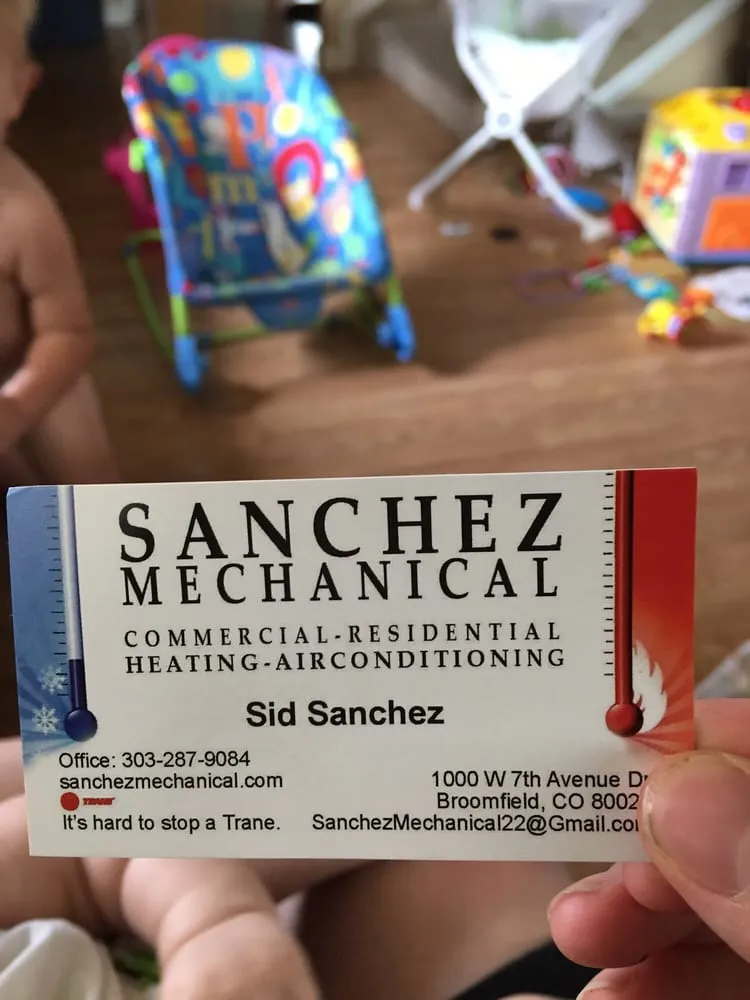 SANCHEZ
MECHANICAL
COMMERCIAL-RESIDENTIAL
HEATING-AIRCONDITIONING
Sid Sanchez
Office: 303-287-9084
sanchezmechanical.com
TRANE
It's hard to stop a Trane.
1000 W 7th Avenue
Broomfield, CO